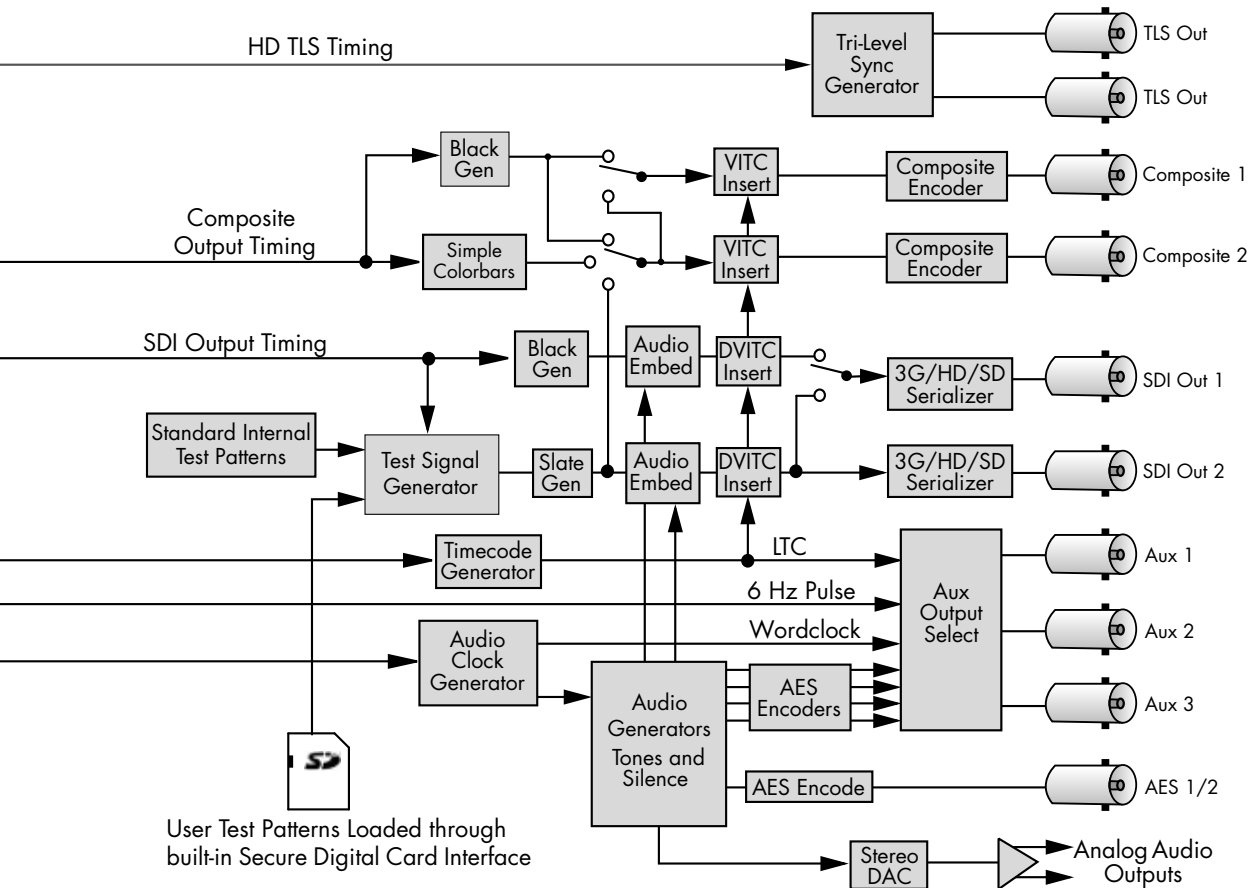 HD TLS Timing
Tri-Level
Sync
Generator
TLS Out
TLS Out
Black
Gen
VITC
Insert
Composite
Encoder
Composite 1
Composite
Output Timing
Simple
Colorbars
VITC
Insert
Composite
Encoder
Composite 2
SDI Output Timing
Black
Gen
Audio
Embed
DVITC
Insert
3G/HD/SD
Serializer
SDI Out 1
Standard Internal
Test Patterns
Test Signal
Generator
Slate
Gen
Audio
Embed
DVITC
Insert
3G/HD/SD
Serializer
SDI Out 2
Timecode
Generator
LTC
6 Hz Pulse
Wordclock
Aux
Output
Select
Aux 1
Aux 2
Aux 3
Audio
Clock
Generator
Audio
Generators
Tones and
Silence
AES
Encoders
AES Encode
AES 1/2
SD
User Test Patterns Loaded through
built-in Secure Digital Card Interface
Stereo
DAC
Analog Audio
Outputs